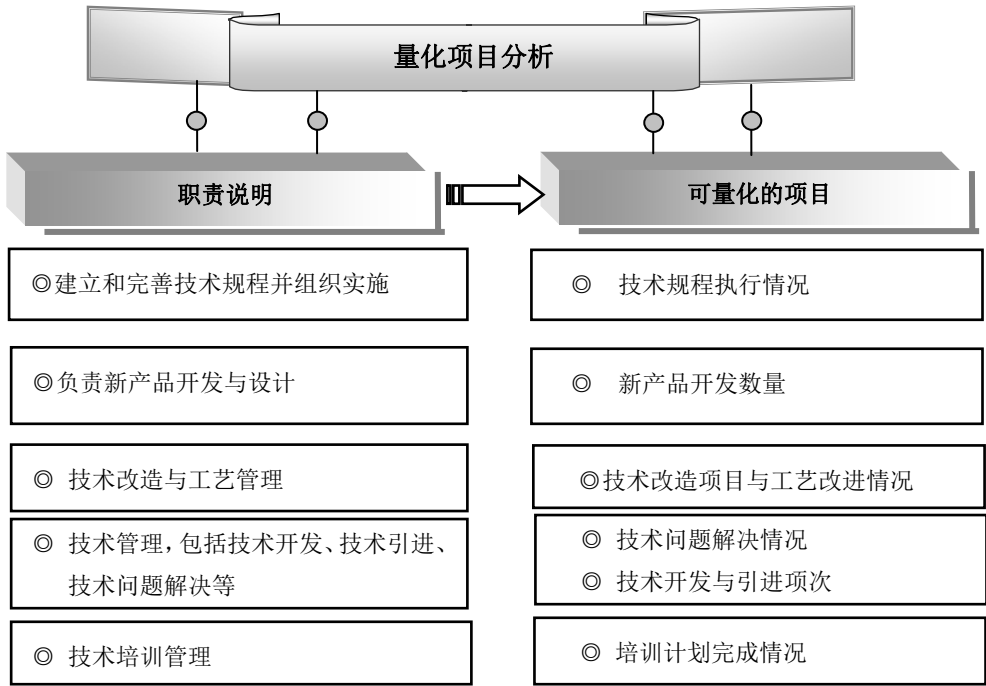 量化项目分析
职责说明
可量化的项目
◎建立和完善技术规程并组织实施
◎ 技术规程执行情况
◎负责新产品开发与设计
◎ 新产品开发数量
◎ 技术改造与工艺管理
◎技术改造项目与工艺改进情况
◎ 技术管理，包括技术开发、技术引进、
技术问题解决等
◎ 技术问题解决情况
◎ 技术开发与引进项次
◎ 技术培训管理
◎ 培训计划完成情况